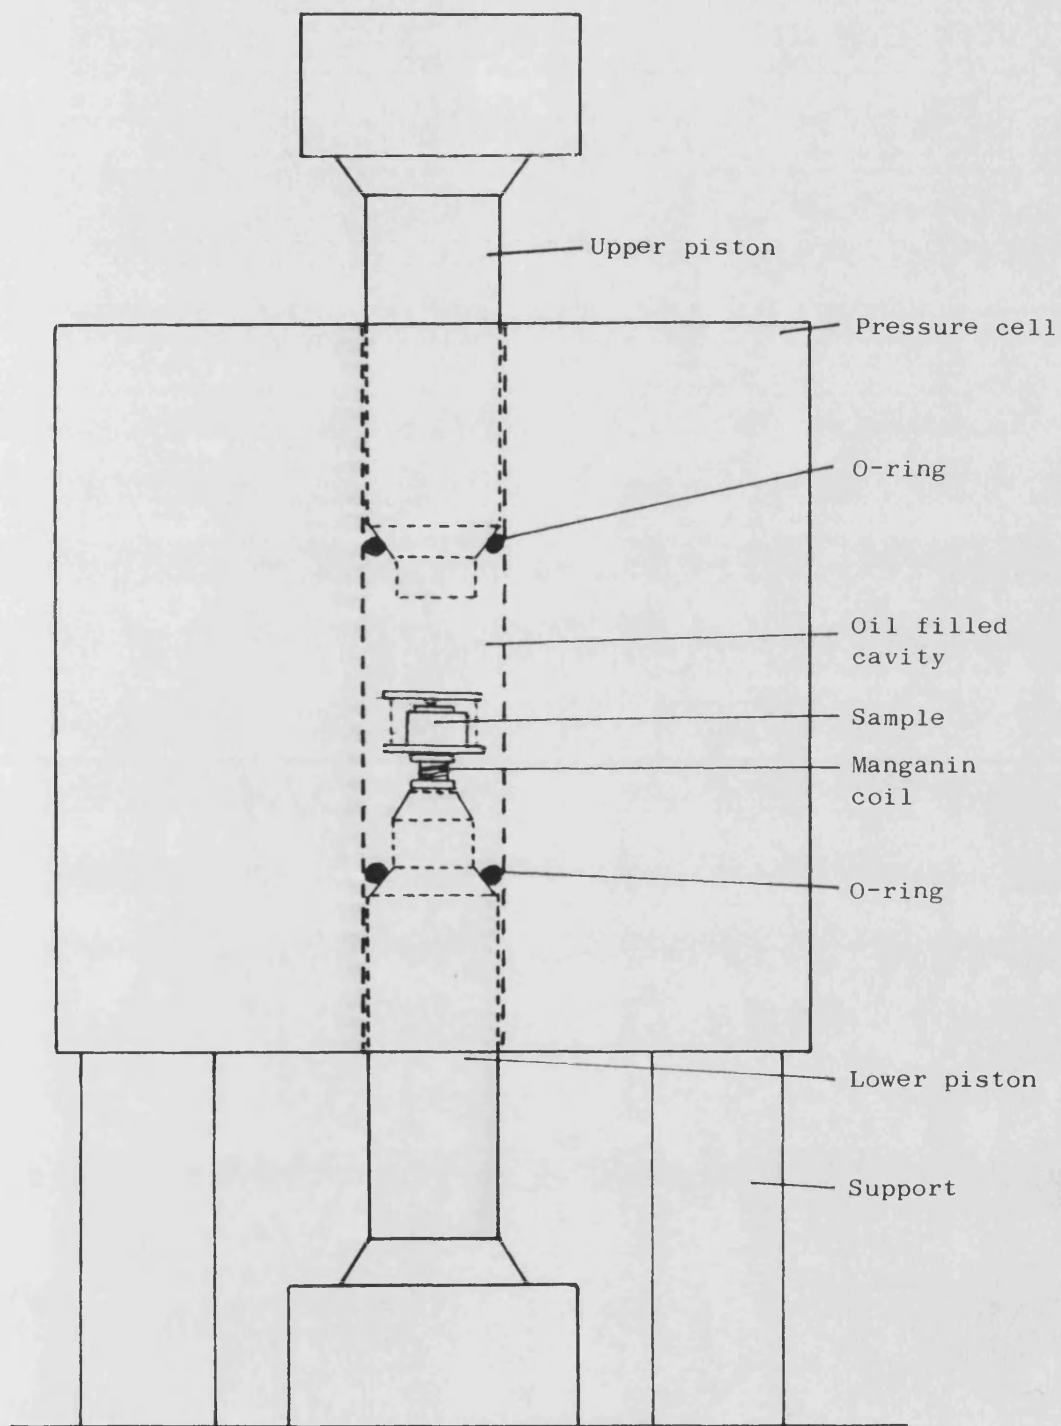 Upper piston
Pressure cell
O-ring
Oil filled
cavity
Sample
Manganin
coil
O-ring
Lower piston
Support